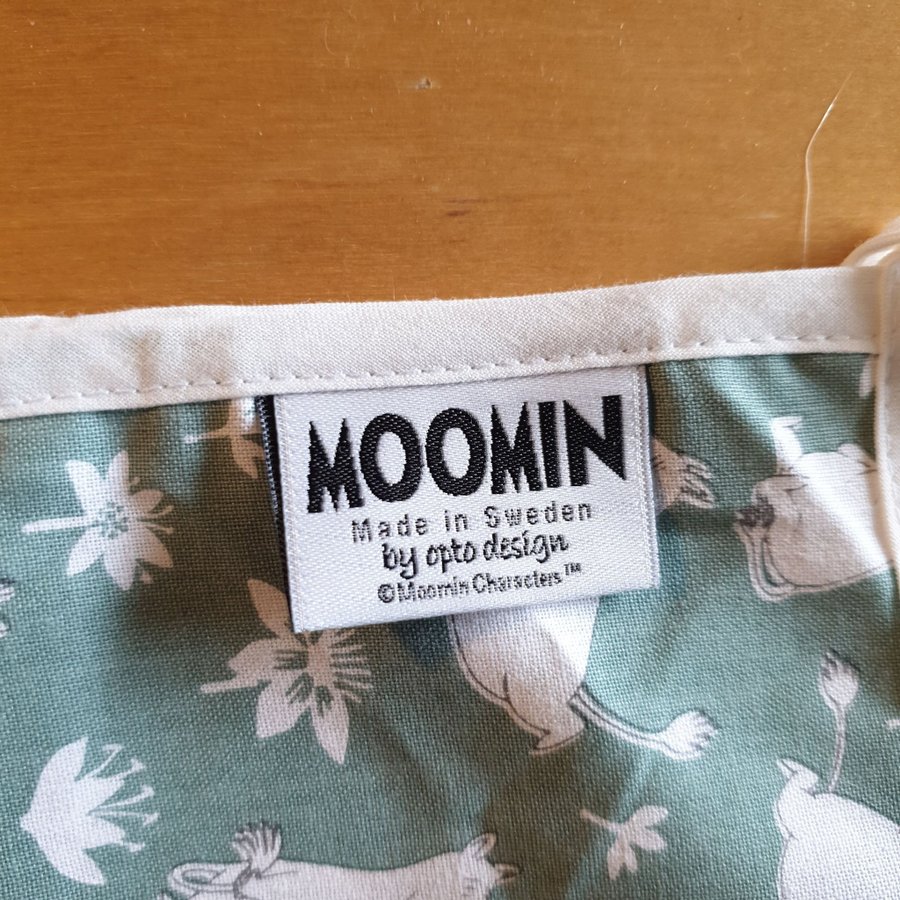 MOOMIN
Made in Sweden
by opto design
©Moomin Characters™